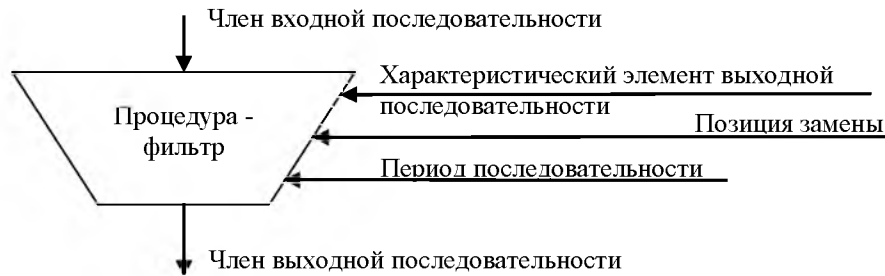 Член входной последовательности
Характеристический элемент выходной
последовательности
Процедура -
фильтр
Позиция замены
Период последовательности
Член выходной последовательности